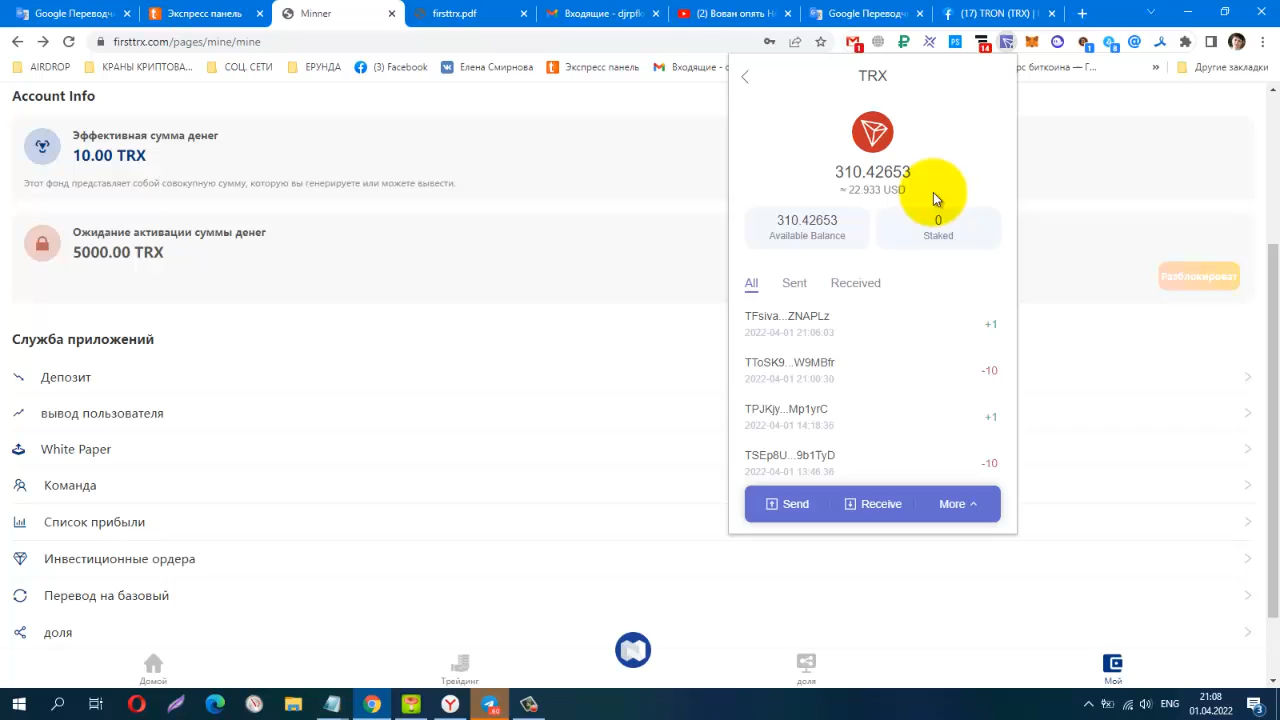 Google Переводч
Экспресс панель
Minner
firsttrx.pdf
Входящие - djrpfk
(2) Вован опять Н
Google Переводч
(17) TRON (TRX) | 
firsttrx.com/pages/mine/mine
AIRDROP
КРАНЫ КРИПТОВА...
СОЦ. СЕТИ
ЕРУНДА
(3) Facebook
Елена Смирнова
Экспресс панель
Входящие -
рс биткоина — Г...
»
Другие закладки
Account Info
Эффективная сумма денег
10.00 TRX
Этот фонд представляет собой совокупную сумму, которую вы генерируете или можете вывести.
Ожидание активации суммы денег
5000.00 TRX
Разблокироват
Служба приложений
Депозит
вывод пользователя
White Paper
Команда
Список прибыли
Инвестиционные ордера
Перевод на базовый
доля
TRX
310.42653
≈ 22.933 USD
310.42653
Available Balance
0
Staked
All Sent Received
TFsiva...ZNAPLz
2022-04-01 21:06:03
+1
TToSK9...W9MBfr
2022-04-01 21:00:30
-10
TPJKjy...Mp1yrC
2022-04-01 14:18:36
+1
TSEp8U...9b1TyD
2022-04-01 13:46:36
-10
Send Receive More
Домой
Трейдинг
доля
Мой
ENG
21:08
01.04.2022